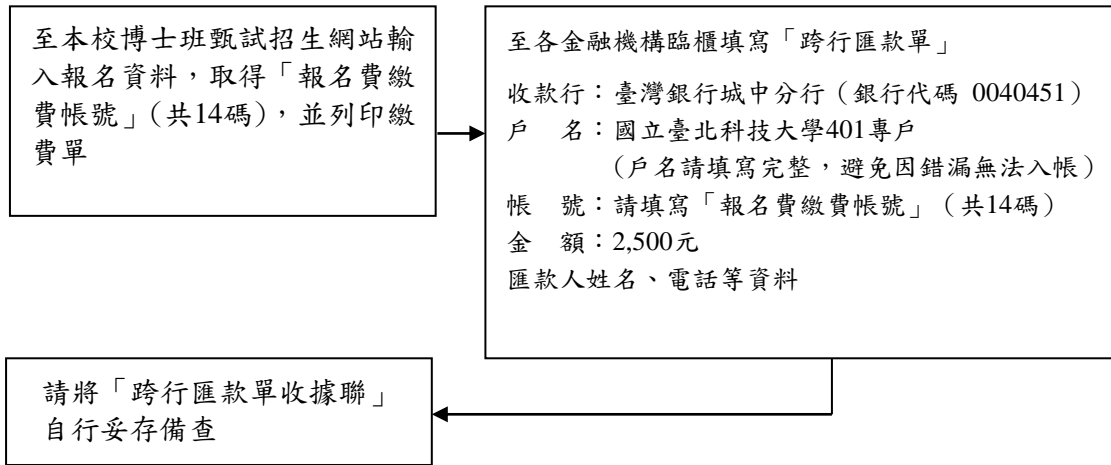 至本校博士班甄試招生網站輸
入報名資料，取得「報名費繳
費帳號」（共14碼），並列印繳
費單
至各金融機構臨櫃填寫「跨行匯款單」
收款行：臺灣銀行城中分行（銀行代碼 0040451）
戶　名：國立臺北科技大學401專戶
（戶名請填寫完整，避免因錯漏無法入帳）
帳　號：請填寫「報名費繳費帳號」（共14碼）
金　額：2,500元
匯款人姓名、電話等資料
請將「跨行匯款單收據聯」
自行妥存備查